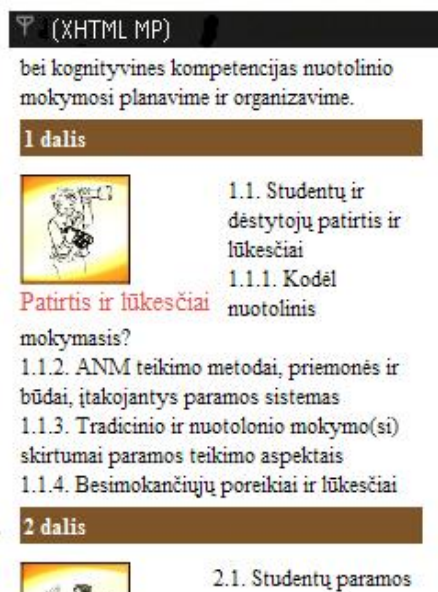 (XHTML MP)
bei kognityvines kompetencijas nuotolinio
mokymosi planavime ir organizavime.
1 dalis
1.1. Studentų ir
dėstytojų patirtis ir
lūkesčiai
1.1.1. Kodėl
Patirtis ir lūkesčiai
nuotolinis
mokymasis?
1.1.2. ANM teikimo metodai, priemonės ir
būdai, įtakojantys paramos sistemas
1.1.3. Tradicinio ir nuotolonio mokymo(si)
skirtumai paramos teikimo aspektais
1.1.4. Besimokančiųjų poreikiai ir lūkesčiai
2 dalis
2.1. Studentų paramos